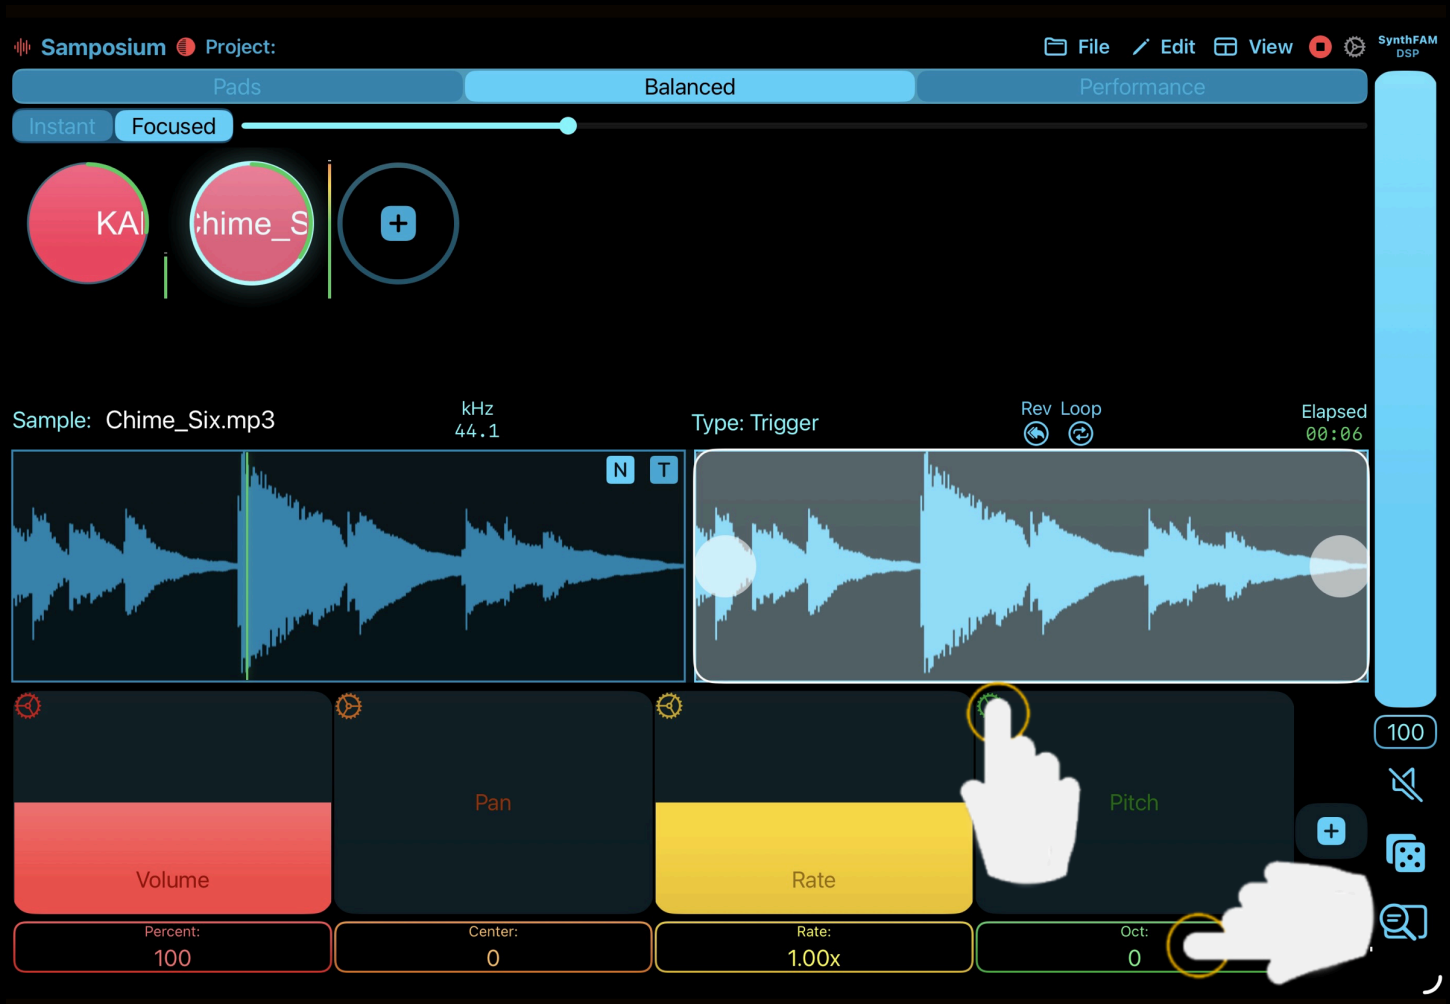 Samposium Project:
File Edit View
SynthFAM
DSP
Pads Balanced Performance
Instant Focused
KAI
Chime_S
Sample: Chime_Six.mp3
kHz
44.1
Type: Trigger
Rev Loop
Elapsed
00:06
N T
Volume
Pan
Rate
Pitch
100
Percent:
100
Center:
0
Rate:
1.00x
Oct:
0